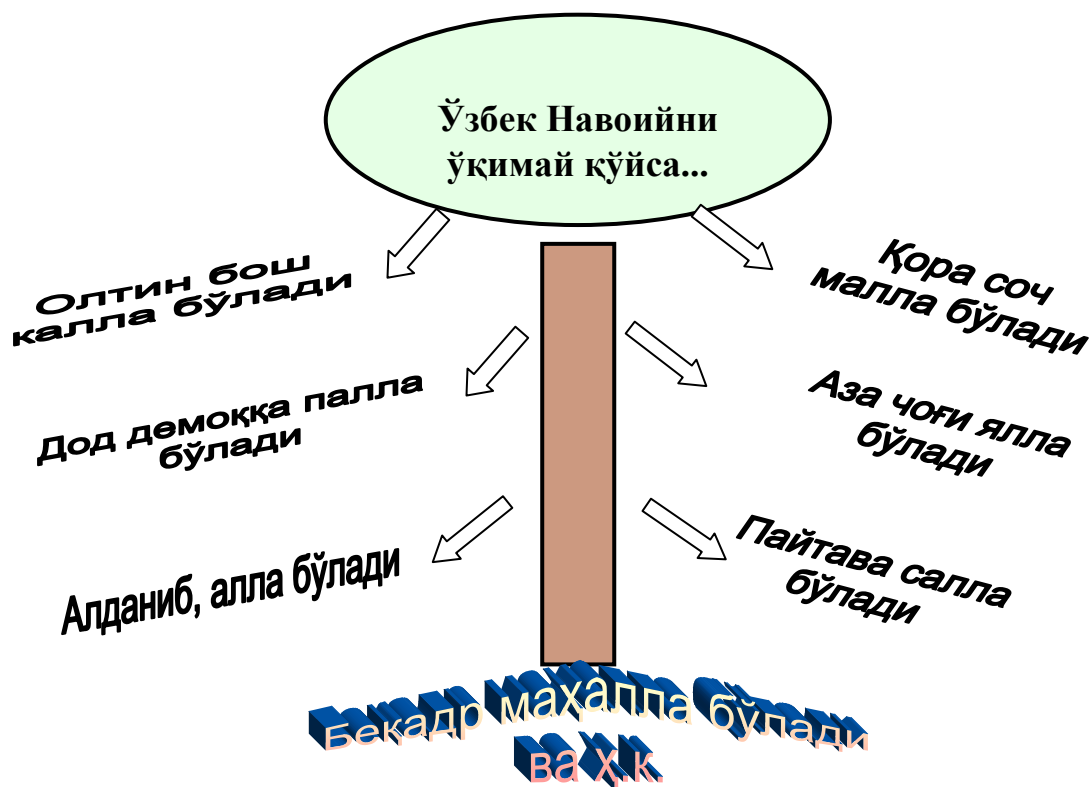 Ўзбек Навоийни
ўқимай қўйса...
Олтин бош
калла бўлади
Қора соч
малла бўлади
Дод демоққа палла
бўлади
Аза чоғи ялла
бўлади
Алданиб, алла бўлади
Пайтава салла
бўлади
Беқадр маҳалла бўлади
ва ҳ.к.